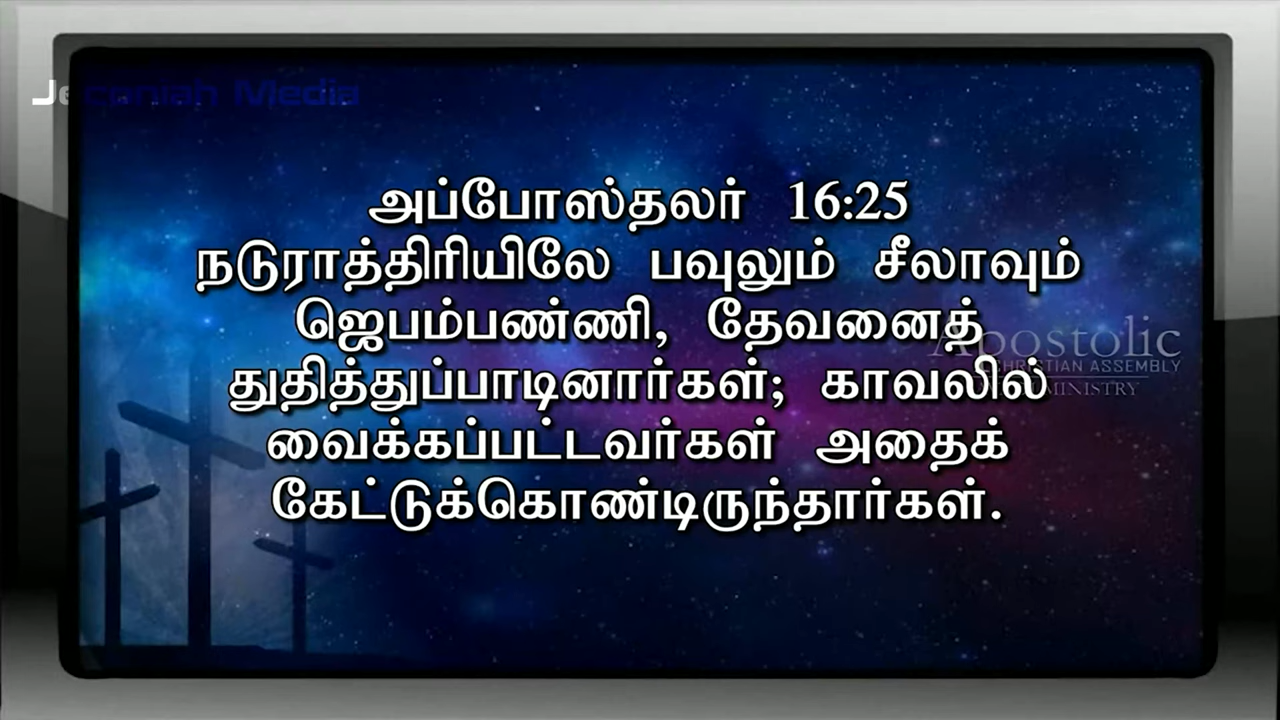 Jeconiah Media
அப்போஸ்தலர் 16:25
நடுராத்திரியிலே பவுலும் சீலாவும்
ஜெபம்பண்ணி, தேவனைத்
துதித்துப்பாடினார்கள்; காவலில்
வைக்கப்பட்டவர்கள் அதைக்
கேட்டுக்கொண்டிருந்தார்கள்.
Apostolic
CHRISTIAN ASSEMBLY
MINISTRY